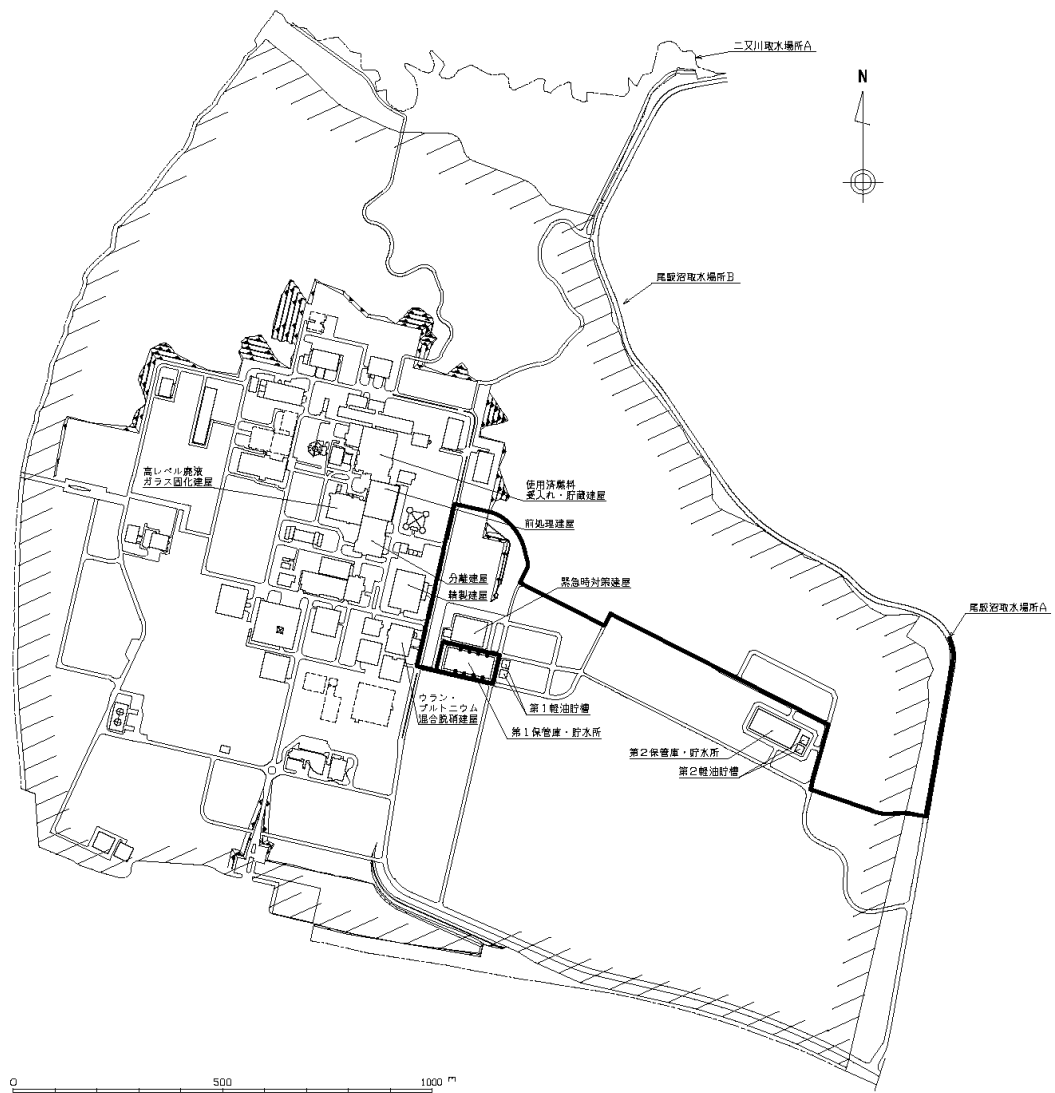 二又川取水場所A
N
尾駮沼取水場所B
高レベル廃液
ガラス固化建屋
使用済燃料
受入れ・貯蔵建屋
前処理建屋
分離建屋
精製建屋
緊急時対策建屋
尾駮沼取水場所A
ウラン・
プルトニウム
混合脱硝建屋
第1軽油貯槽
第1保管庫・貯水所
第2保管庫・貯水所
第2軽油貯槽
0 500 1000 m